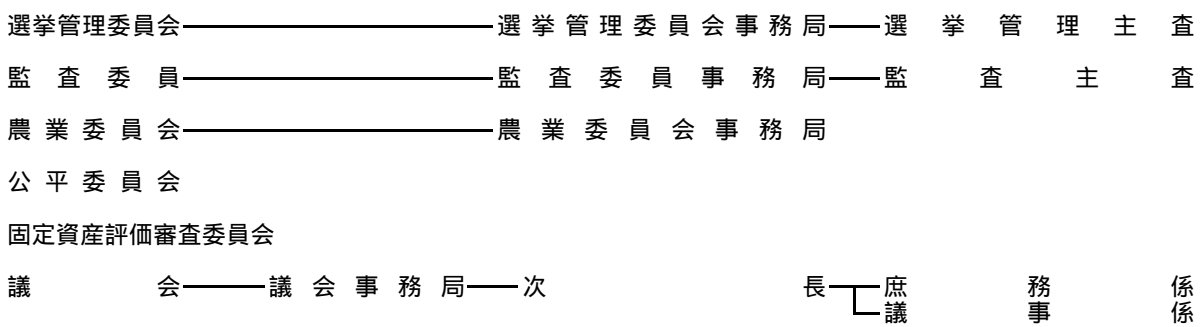 選挙管理委員会 選挙管理委員会事務局 選挙管理主査
監査委員 監査委員事務局 監査主査
農業委員会 農業委員会事務局
公平委員会
固定資産評価審査委員会
議会 議会事務局 次長 庶務係
議事係